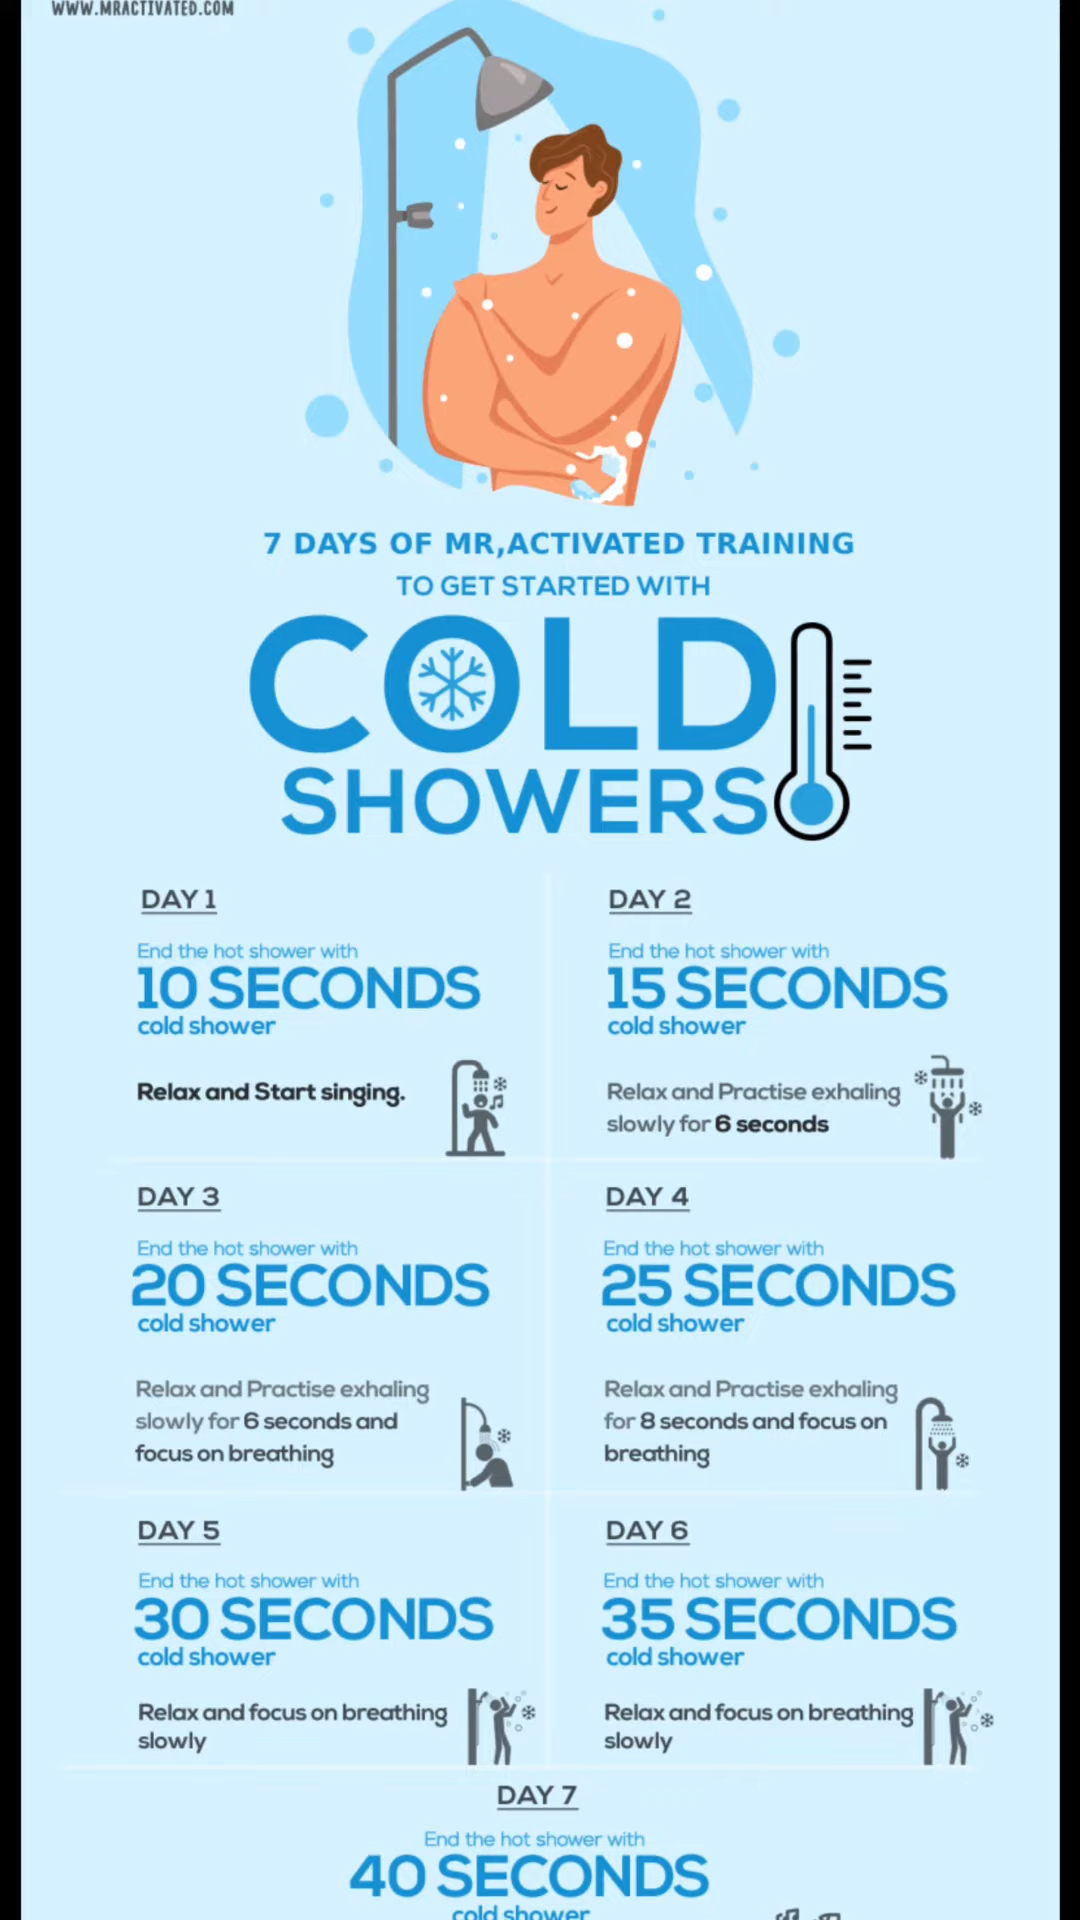 WWW.MRACTIVATED.COM
7 DAYS OF MR,ACTIVATED TRAINING
TO GET STARTED WITH
COLD
SHOWERS
DAY 1
End the hot shower with
10 SECONDS
cold shower
Relax and Start singing.
DAY 2
End the hot shower with
15 SECONDS
cold shower
Relax and Practise exhaling
slowly for 6 seconds
DAY 3
End the hot shower with
20 SECONDS
cold shower
Relax and Practise exhaling
slowly for 6 seconds and
focus on breathing
DAY 4
End the hot shower with
25 SECONDS
cold shower
Relax and Practise exhaling
for 8 seconds and focus on
breathing
DAY 5
End the hot shower with
30 SECONDS
cold shower
Relax and focus on breathing
slowly
DAY 6
End the hot shower with
35 SECONDS
cold shower
Relax and focus on breathing
slowly
DAY 7
End the hot shower with
40 SECONDS
cold shower